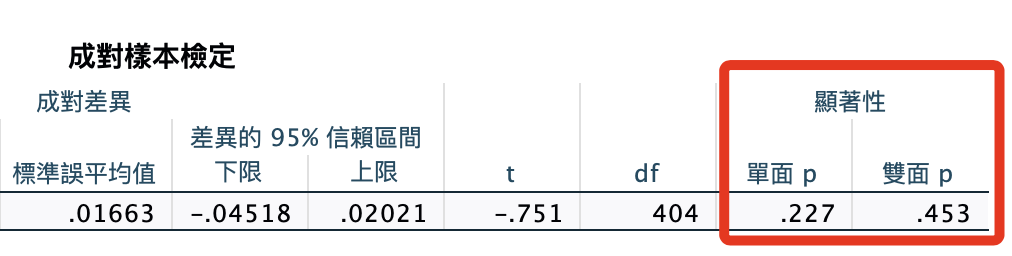 成對樣本檢定
成對差異 顯著性
差異的 95% 信賴區間
標準誤平均值 下限 上限 t df 單面 p 雙面 p
.01663 -.04518 .02021 -.751 404 .227 .453